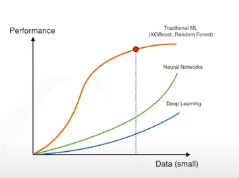 Performance
Traditional ML
(XGBoost, Random Forest)
Neural Networks
Deep Learning
Data (small)